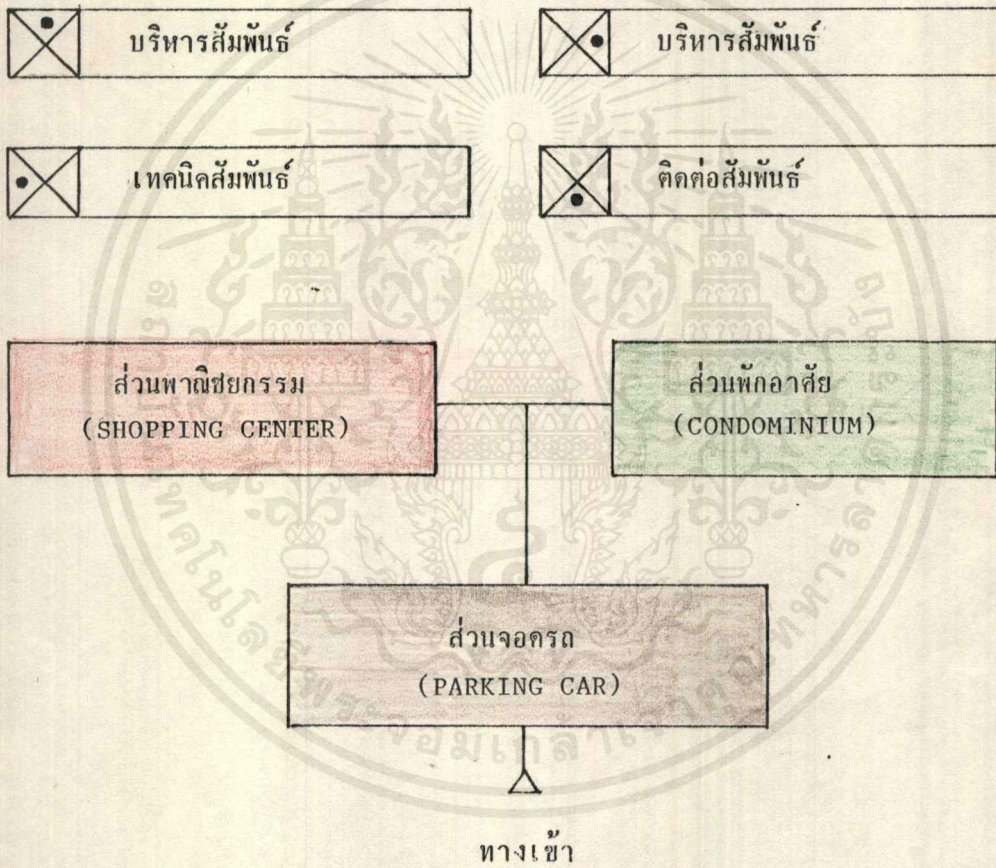 บริหารสัมพันธ์
บริหารสัมพันธ์
เทคนิคสัมพันธ์
ติดต่อสัมพันธ์
ส่วนพาณิชยกรรม
(SHOPPING CENTER)
ส่วนพักอาศัย
(CONDOMINIUM)
ส่วนจอดรถ
(PARKING CAR)
ทางเข้า